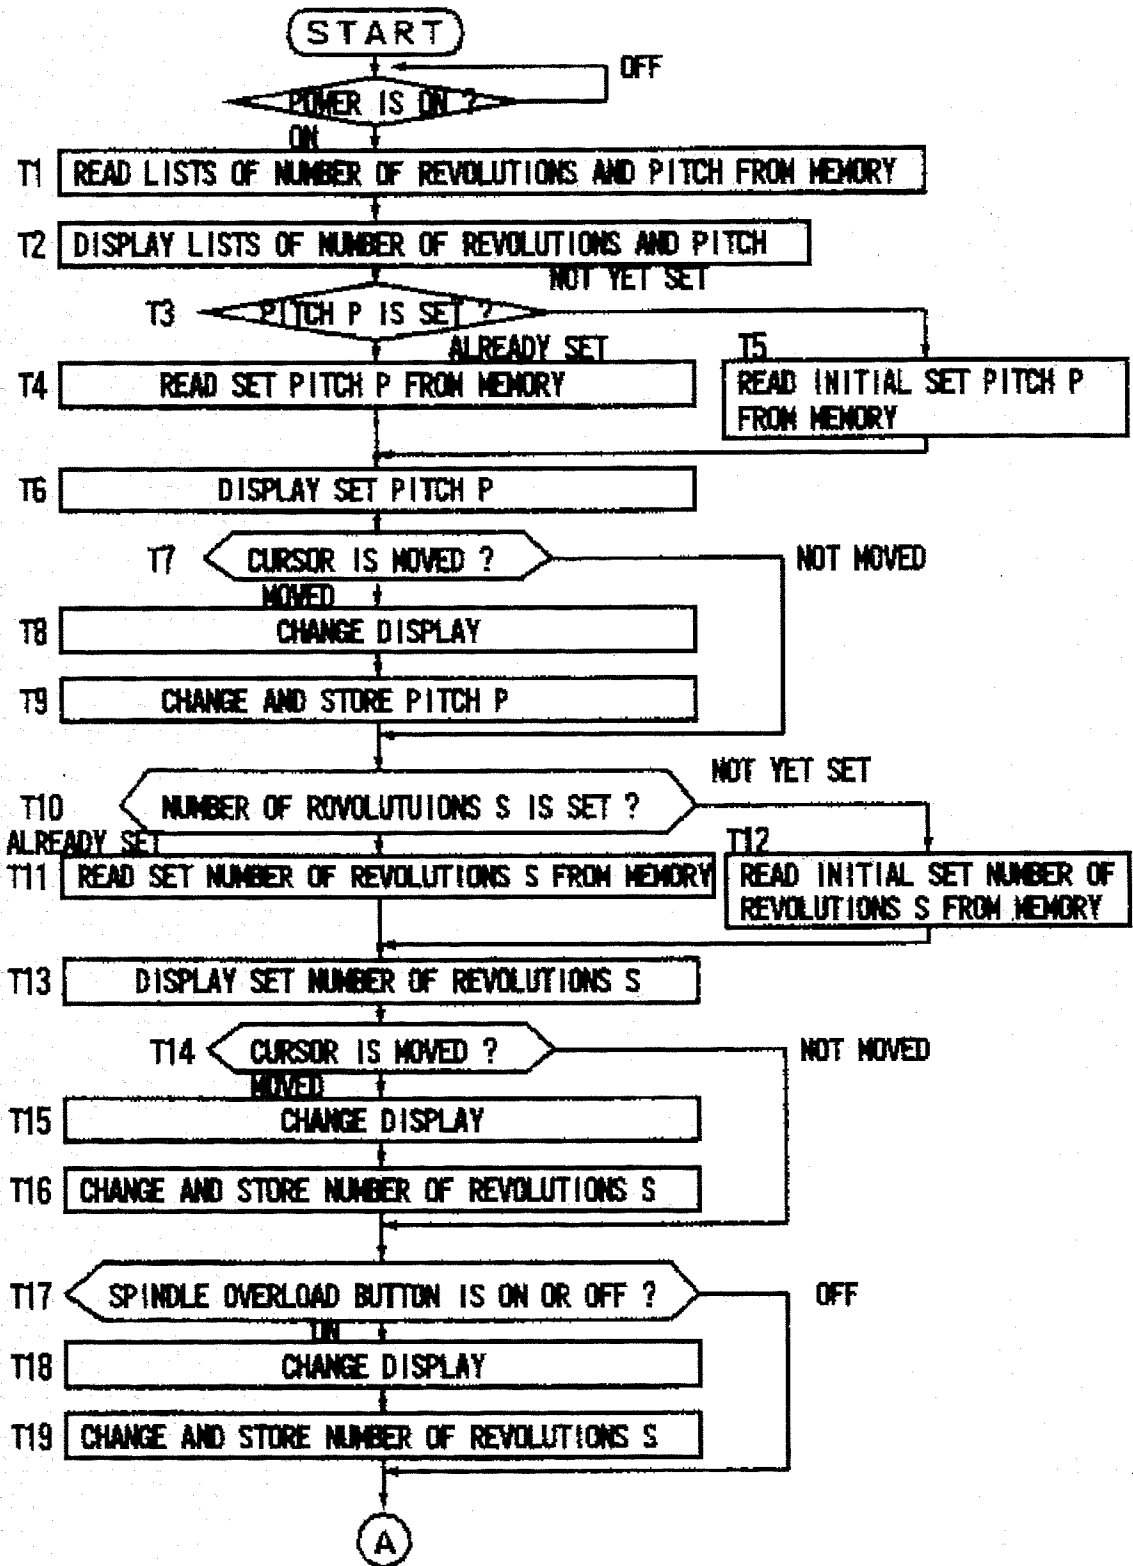 START
OFF
POWER IS ON ?
ON
T1 READ LISTS OF NUMBER OF REVOLUTIONS AND PITCH FROM MEMORY
T2 DISPLAY LISTS OF NUMBER OF REVOLUTIONS AND PITCH
NOT YET SET
T3 PITCH P IS SET ?
ALREADY SET
T4 READ SET PITCH P FROM MEMORY
T5
READ INITIAL SET PITCH P
FROM MEMORY
T6 DISPLAY SET PITCH P
T7 CURSOR IS MOVED ?
NOT MOVED
MOVED
T8 CHANGE DISPLAY
T9 CHANGE AND STORE PITCH P
NOT YET SET
T10 NUMBER OF ROVOLUTUIONS S IS SET ?
ALREADY SET
T11 READ SET NUMBER OF REVOLUTIONS S FROM MEMORY
T12
READ INITIAL SET NUMBER OF
REVOLUTIONS S FROM MEMORY
T13 DISPLAY SET NUMBER OF REVOLUTIONS S
T14 CURSOR IS MOVED ?
NOT MOVED
MOVED
T15 CHANGE DISPLAY
T16 CHANGE AND STORE NUMBER OF REVOLUTIONS S
T17 SPINDLE OVERLOAD BUTTON IS ON OR OFF ?
OFF
ON
T18 CHANGE DISPLAY
T19 CHANGE AND STORE NUMBER OF REVOLUTIONS S
A